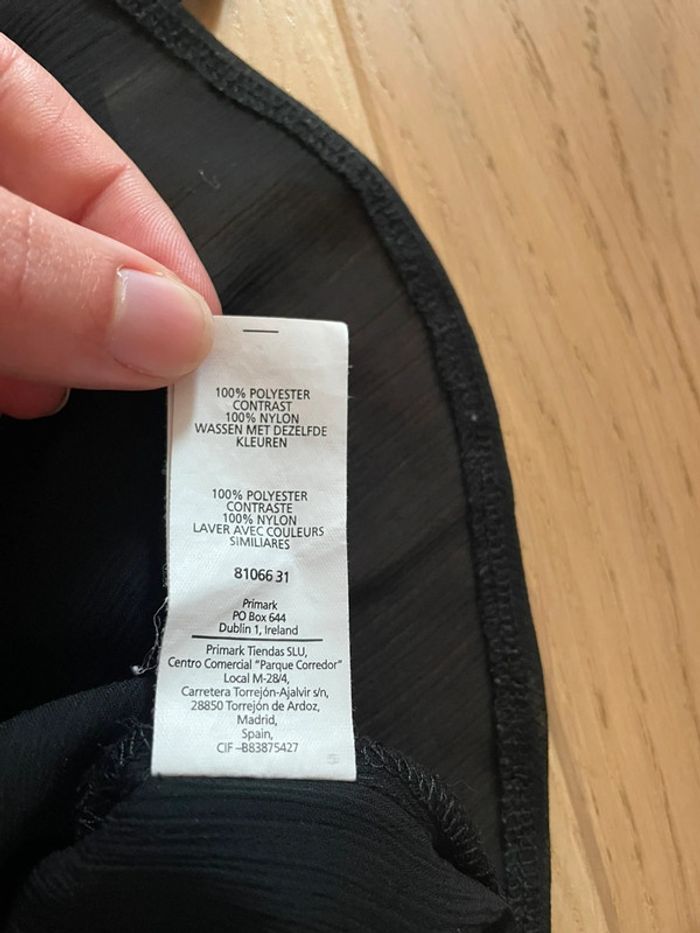 100% POLYESTER
CONTRAST
100% NYLON
WASSEN MET DEZELFDE
KLEUREN
100% POLYESTER
CONTRASTE
100% NYLON
LAVER AVEC COULEURS
SIMILIARES
81066 31
Primark
PO Box 644
Dublin 1, Ireland
Primark Tiendas SLU,
Centro Comercial "Parque Corredor"
Local M-28/4,
Carretera Torrejón-Ajalvir s/n,
28850 Torrejón de Ardoz,
Madrid,
Spain,
CIF –B83875427